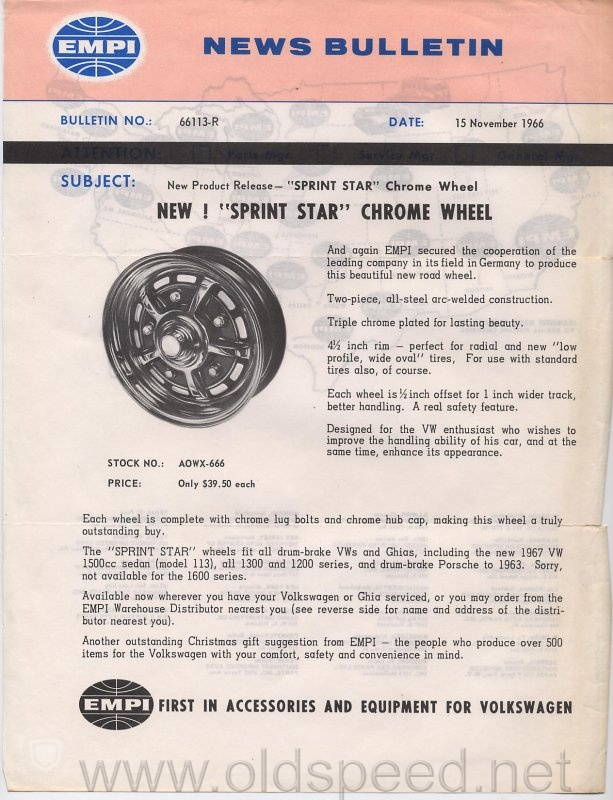 EMPI
NEWS BULLETIN
BULLETIN NO.: 66113-R DATE: 15 November 1966
ATTENTION: Parts Mgr. Service Mgr. General Mgr.
SUBJECT: New Product Release— "SPRINT STAR" Chrome Wheel
NEW ! "SPRINT STAR" CHROME WHEEL
And again EMPI secured the cooperation of the
leading company in its field in Germany to produce
this beautiful new road wheel.
Two-piece, all-steel arc-welded construction.
Triple chrome plated for lasting beauty.
4½ inch rim — perfect for radial and new "low
profile, wide oval" tires, For use with standard
tires also, of course.
Each wheel is ½ inch offset for 1 inch wider track,
better handling. A real safety feature.
Designed for the VW enthusiast who wishes to
improve the handling ability of his car, and at the
same time, enhance its appearance.
STOCK NO.: AOWX-666
PRICE: Only $39.50 each
Each wheel is complete with chrome lug bolts and chrome hub cap, making this wheel a truly
outstanding buy.
The "SPRINT STAR" wheels fit all drum-brake VWs and Ghias, including the new 1967 VW
1500cc sedan (model 113), all 1300 and 1200 series, and drum-brake Porsche to 1963. Sorry,
not available for the 1600 series.
Available now wherever you have your Volkswagen or Ghia serviced, or you may order from the
EMPI Warehouse Distributor nearest you (see reverse side for name and address of the distri-
butor nearest you).
Another outstanding Christmas gift suggestion from EMPI — the people who produce over 500
items for the Volkswagen with your comfort, safety and convenience in mind.
EMPI FIRST IN ACCESSORIES AND EQUIPMENT FOR VOLKSWAGEN
www.oldspeed.net